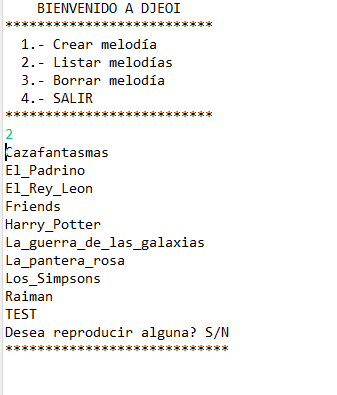 BIENVENIDO A DJEOI
**************************
1.- Crear melodía
2.- Listar melodías
3.- Borrar melodía
4.- SALIR
**************************
2
Cazafantasmas
El_Padrino
El_Rey_Leon
Friends
Harry_Potter
La_guerra_de_las_galaxias
La_pantera_rosa
Los_Simpsons
Raiman
TEST
Desea reproducir alguna? S/N
****************************